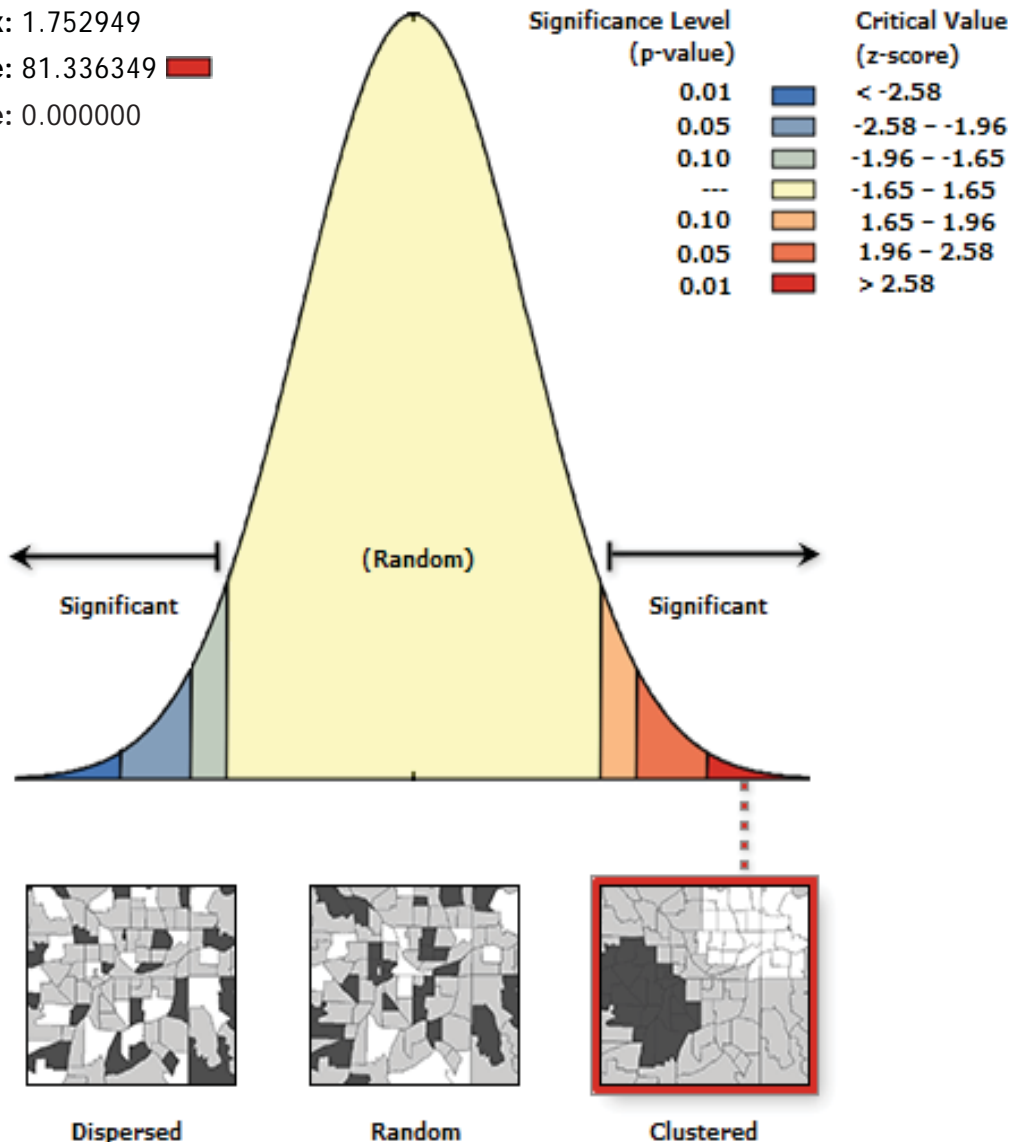 x: 1.752949
e: 81.336349
e: 0.000000
Significance Level
(p-value)
Critical Value
(z-score)
0.01 < -2.58
0.05 -2.58 – -1.96
0.10 -1.96 – -1.65
--- -1.65 – 1.65
0.10 1.65 – 1.96
0.05 1.96 – 2.58
0.01 > 2.58
(Random)
Significant
Significant
Dispersed
Random
Clustered